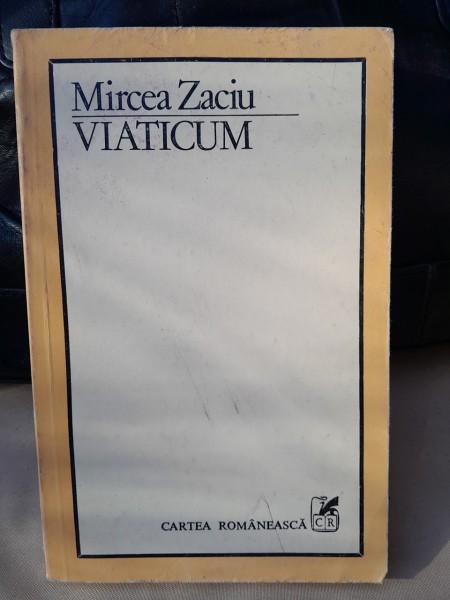 Mircea Zaciu
VIATICUM
CARTEA ROMÂNEASCĂ
CR